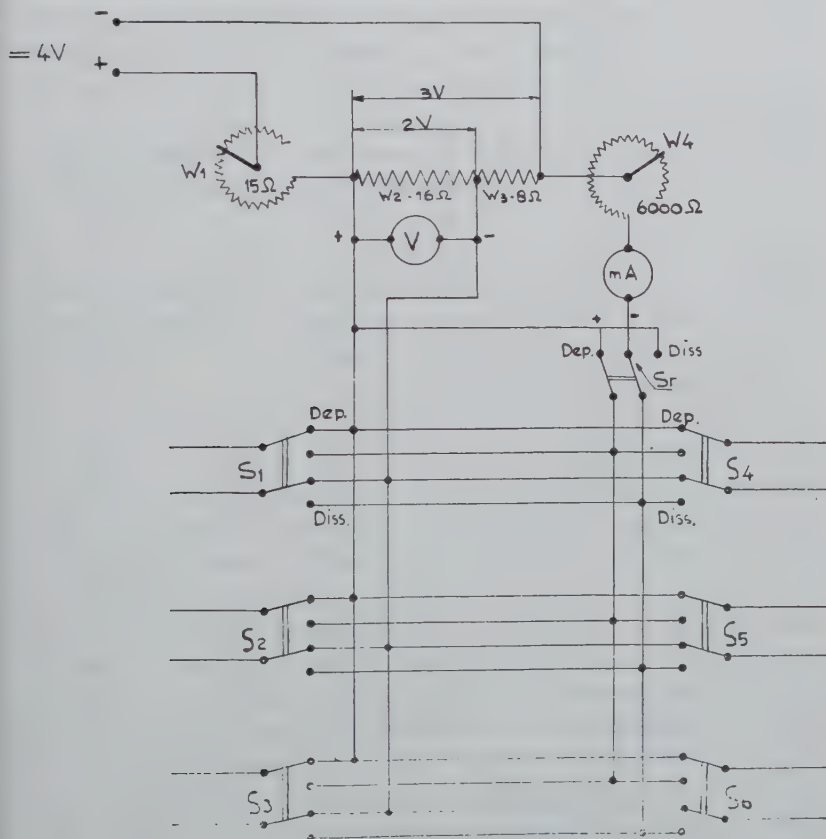 -
= 4V
+
3V
2V
W1
15Ω
W2 - 16Ω
W3 - 8Ω
W4
6000Ω
+ V -
mA
+ -
Dep. Diss
Sr
Dep. Dep.
S1 S4
Diss. Diss.
S2 S5
S3 S6